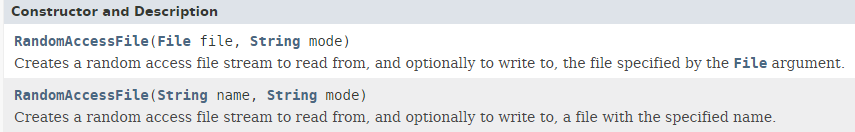 Constructor and Description
RandomAccessFile(File file, String mode)
Creates a random access file stream to read from, and optionally to write to, the file specified by the File argument.
RandomAccessFile(String name, String mode)
Creates a random access file stream to read from, and optionally to write to, a file with the specified name.